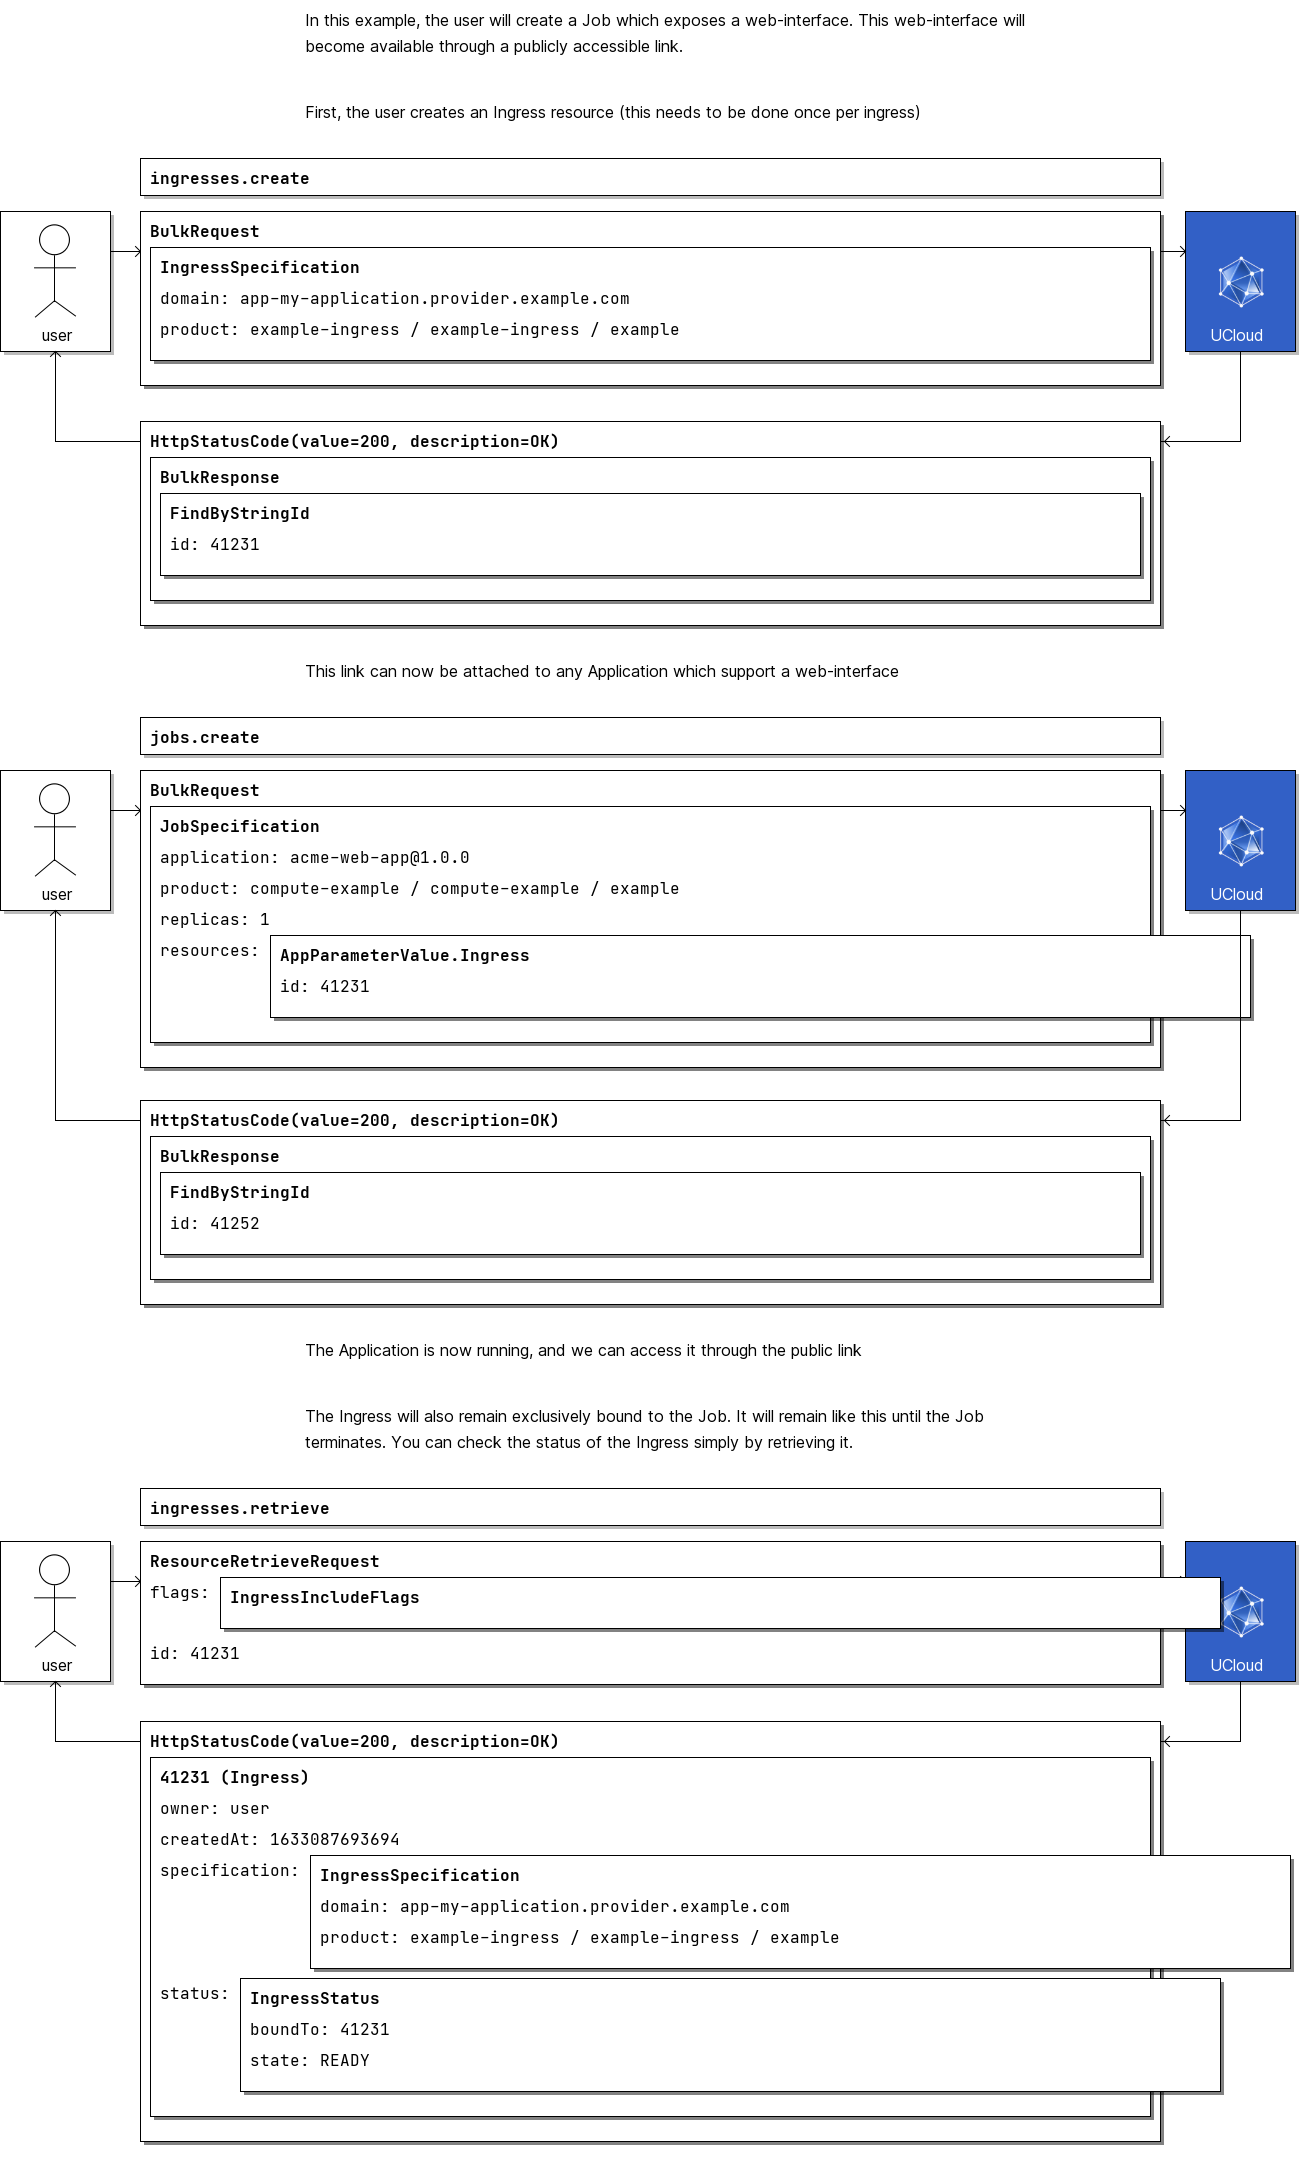 In this example, the user will create a Job which exposes a web-interface. This web-interface will
become available through a publicly accessible link.
First, the user creates an Ingress resource (this needs to be done once per ingress)
ingresses.create
user
BulkRequest
IngressSpecification
domain: app-my-application.provider.example.com
product: example-ingress / example-ingress / example
UCloud
HttpStatusCode(value=200, description=OK)
BulkResponse
FindByStringId
id: 41231
This link can now be attached to any Application which support a web-interface
jobs.create
user
BulkRequest
JobSpecification
application: acme-web-app@1.0.0
product: compute-example / compute-example / example
replicas: 1
resources:
AppParameterValue.Ingress
id: 41231
UCloud
HttpStatusCode(value=200, description=OK)
BulkResponse
FindByStringId
id: 41252
The Application is now running, and we can access it through the public link
The Ingress will also remain exclusively bound to the Job. It will remain like this until the Job
terminates. You can check the status of the Ingress simply by retrieving it.
ingresses.retrieve
user
ResourceRetrieveRequest
flags:
IngressIncludeFlags
id: 41231
UCloud
HttpStatusCode(value=200, description=OK)
41231 (Ingress)
owner: user
createdAt: 1633087693694
specification:
IngressSpecification
domain: app-my-application.provider.example.com
product: example-ingress / example-ingress / example
status:
IngressStatus
boundTo: 41231
state: READY